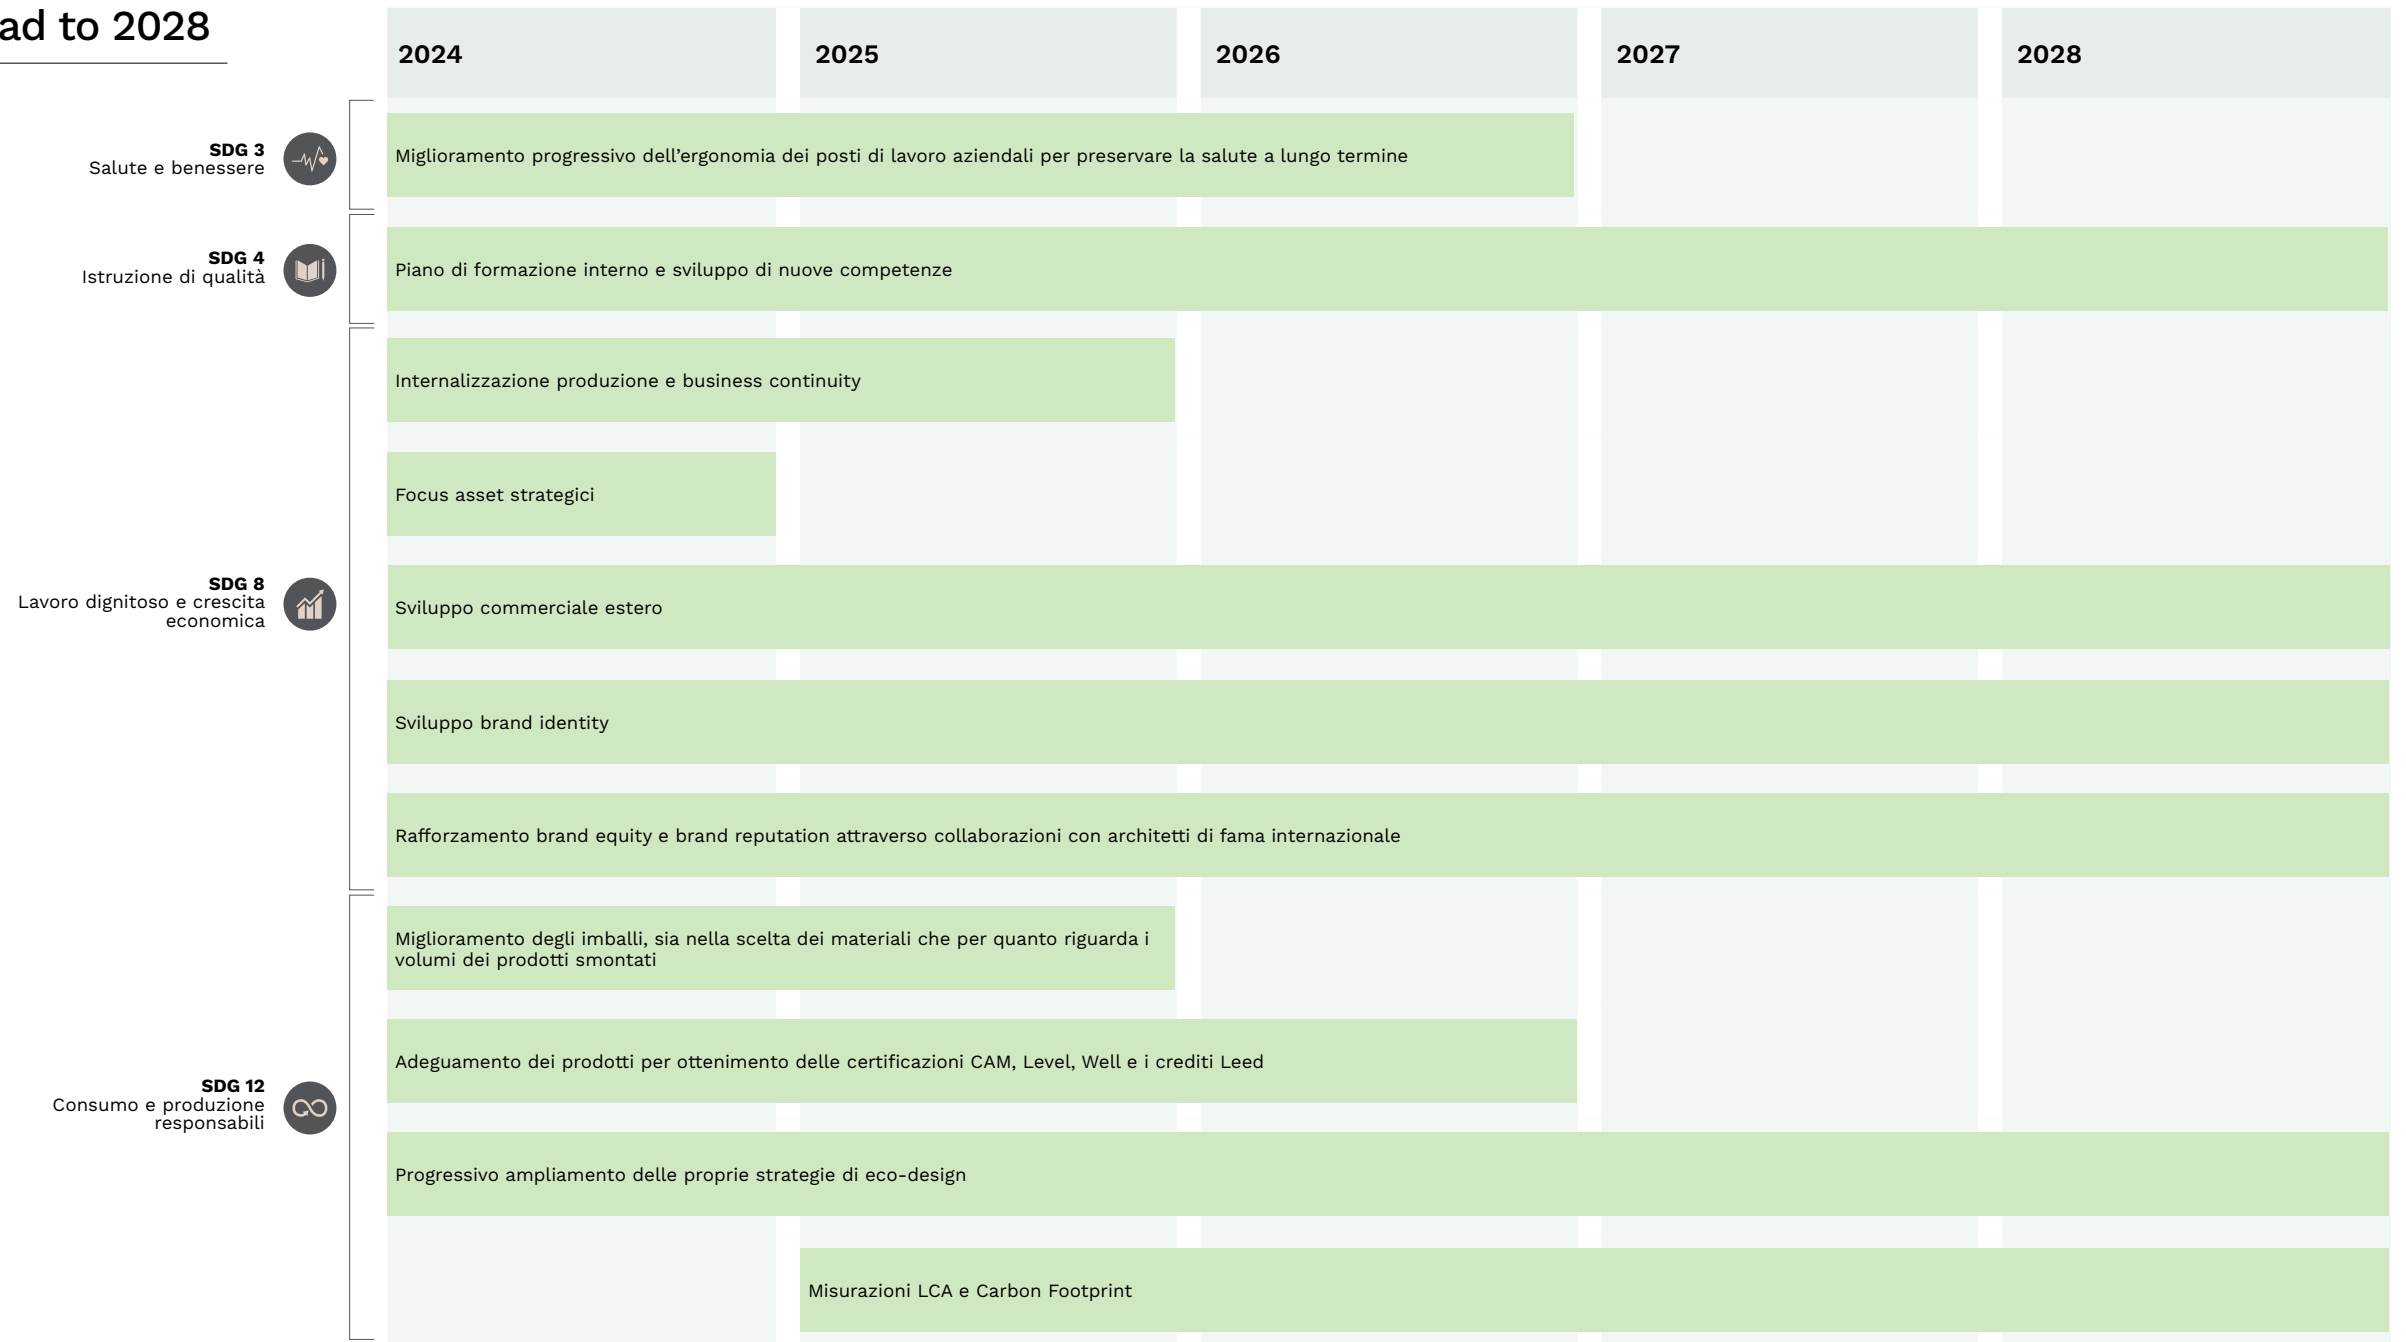 ad to 2028
2024
2025
2026
2027
2028
SDG 3
Salute e benessere
Miglioramento progressivo dell’ergonomia dei posti di lavoro aziendali per preservare la salute a lungo termine
SDG 4
Istruzione di qualità
Piano di formazione interno e sviluppo di nuove competenze
SDG 8
Lavoro dignitoso e crescita
economica
Internalizzazione produzione e business continuity
Focus asset strategici
Sviluppo commerciale estero
Sviluppo brand identity
Rafforzamento brand equity e brand reputation attraverso collaborazioni con architetti di fama internazionale
SDG 12
Consumo e produzione
responsabili
Miglioramento degli imballi, sia nella scelta dei materiali che per quanto riguarda i
volumi dei prodotti smontati
Adeguamento dei prodotti per ottenimento delle certificazioni CAM, Level, Well e i crediti Leed
Progressivo ampliamento delle proprie strategie di eco-design
Misurazioni LCA e Carbon Footprint